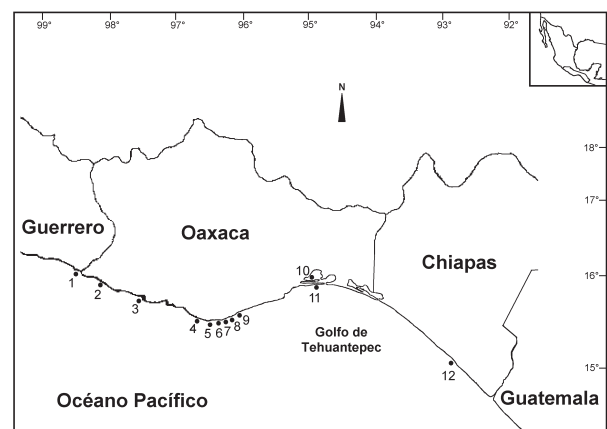 99° 98° 97° 96° 95° 94° 93° 92°
N
18°
17°
Guerrero
Oaxaca
Chiapas
16°
10
1
2
11
3
9
4
5 6 7 8
Golfo de
Tehuantepec
12
15°
Océano Pacífico
Guatemala